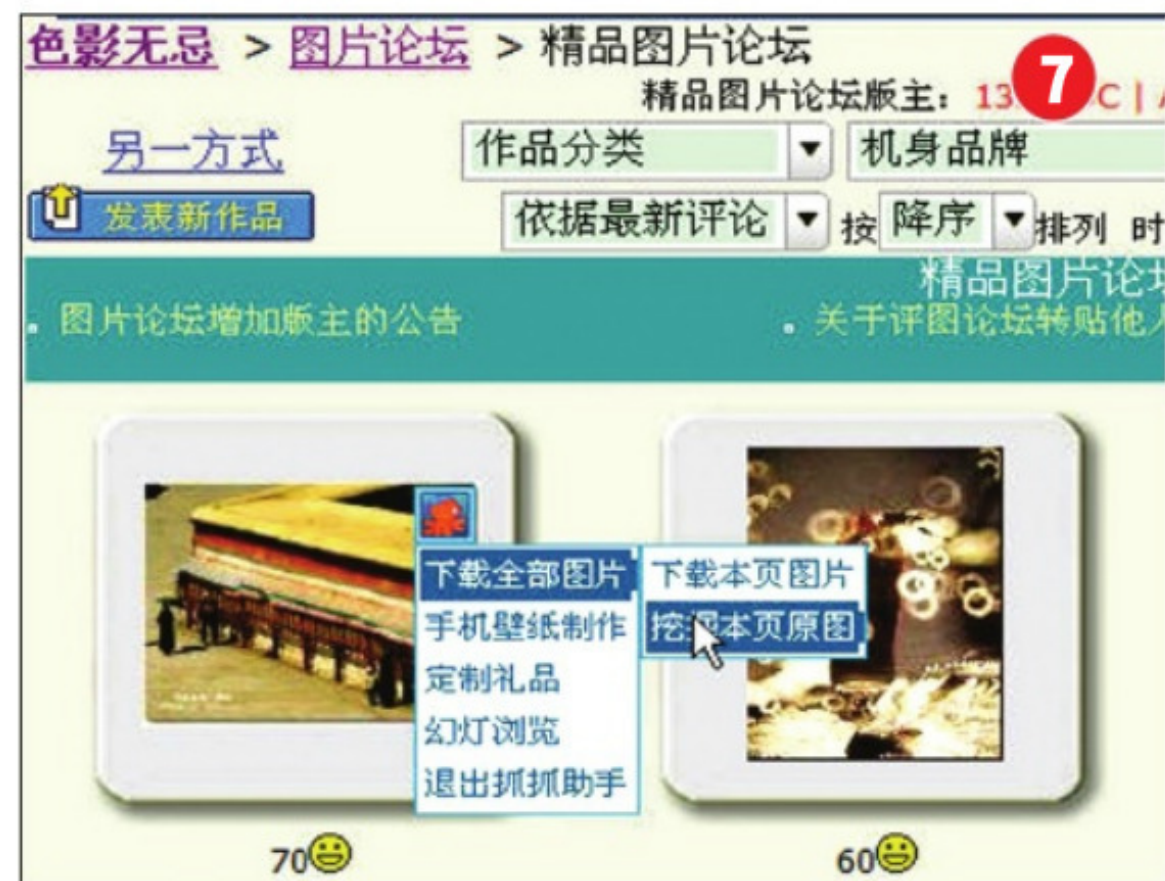 色影无忌 > 图片论坛 > 精品图片论坛
7
精品图片论坛版主: 13 C |
另一方式 作品分类 机身品牌
发表新作品 依据最新评论 按 降序 排列 时
精品图片论坛
。图片论坛增加版主的公告 。关于评图论坛转贴他人
下载全部图片 下载本页图片
手机壁纸制作 挖掘本页原图
定制礼品
幻灯浏览
退出抓抓助手
70 60